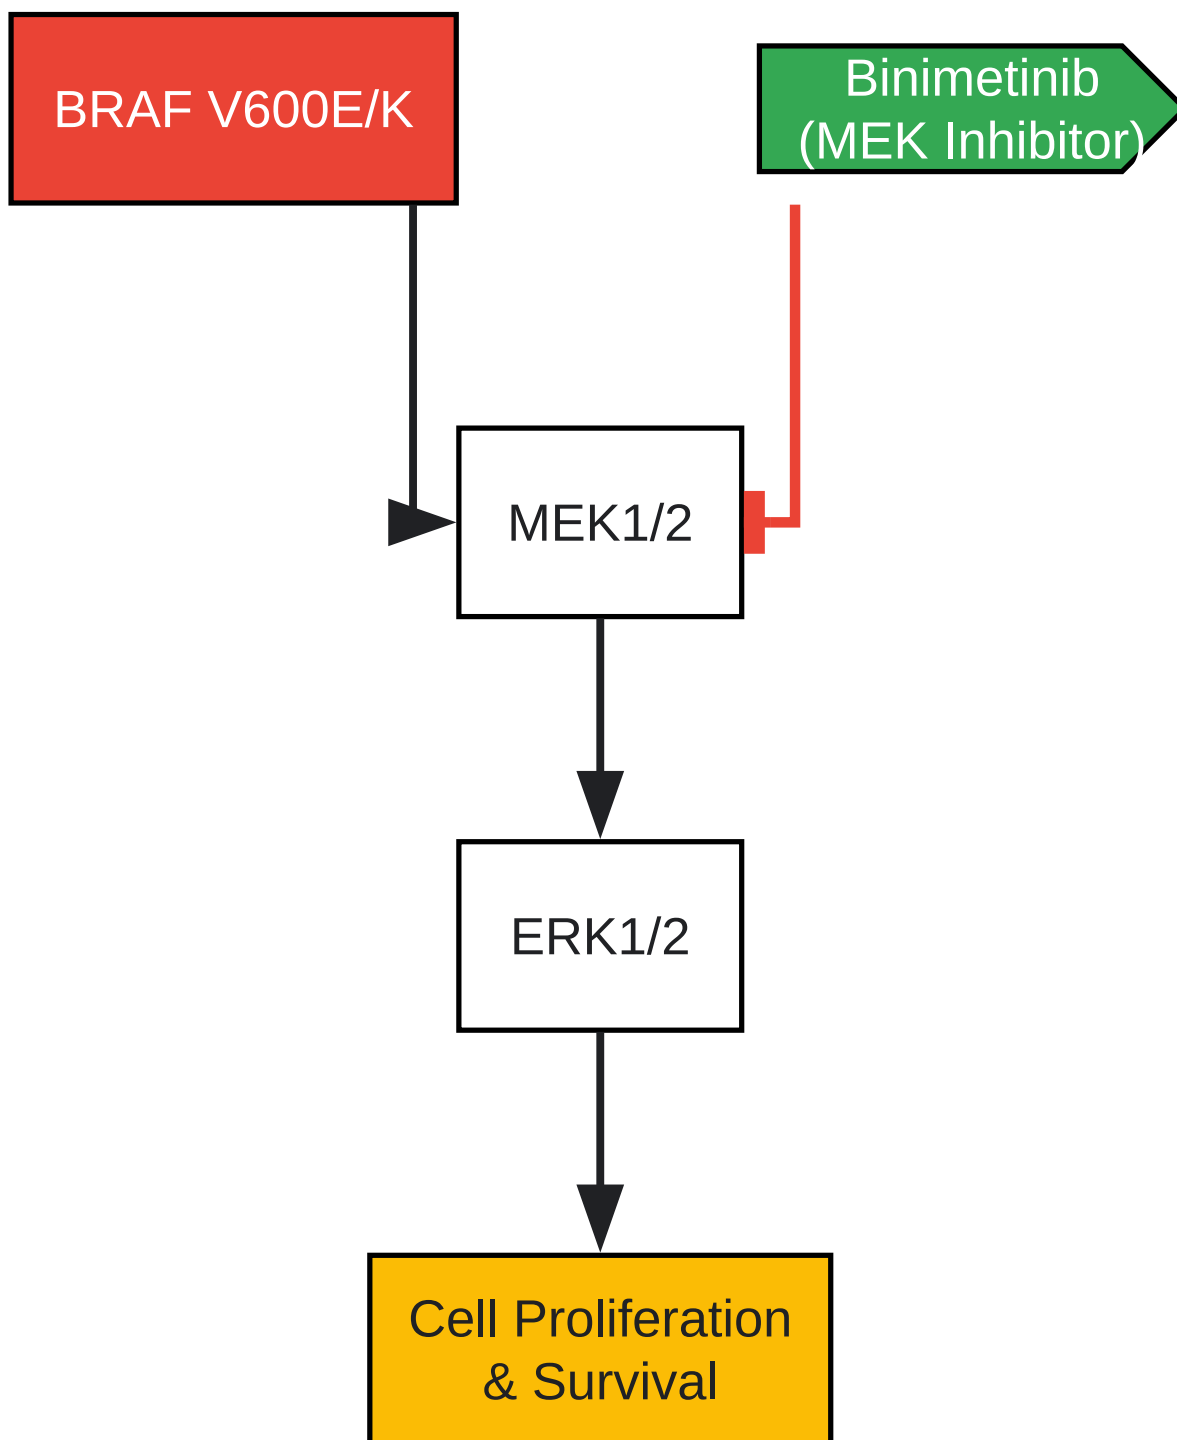 BRAF V600E/K
Binimetinib
(MEK Inhibitor)
MEK1/2
ERK1/2
Cell Proliferation
& Survival